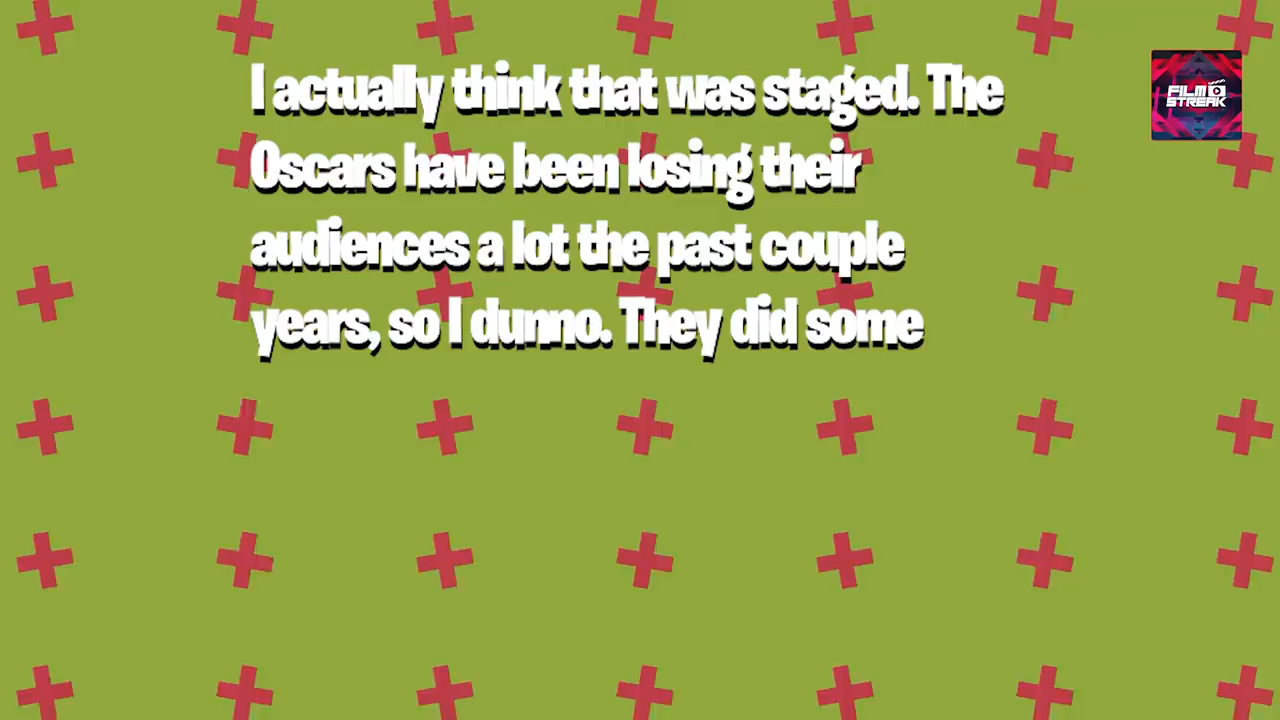 I actually think that was staged. The
Oscars have been losing their
audiences a lot the past couple
years, so I dunno. They did some
FILM
STREAK